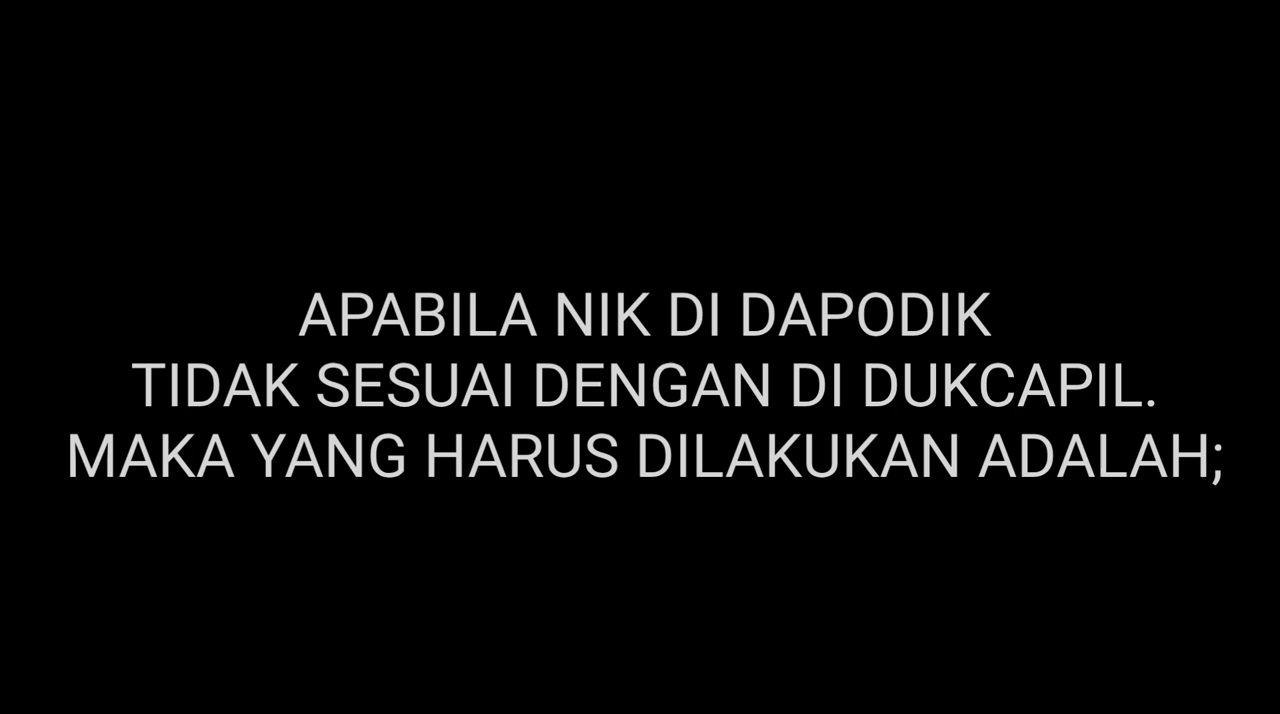 APABILA NIK DI DAPODIK
TIDAK SESUAI DENGAN DI DUKCAPIL.
MAKA YANG HARUS DILAKUKAN ADALAH;